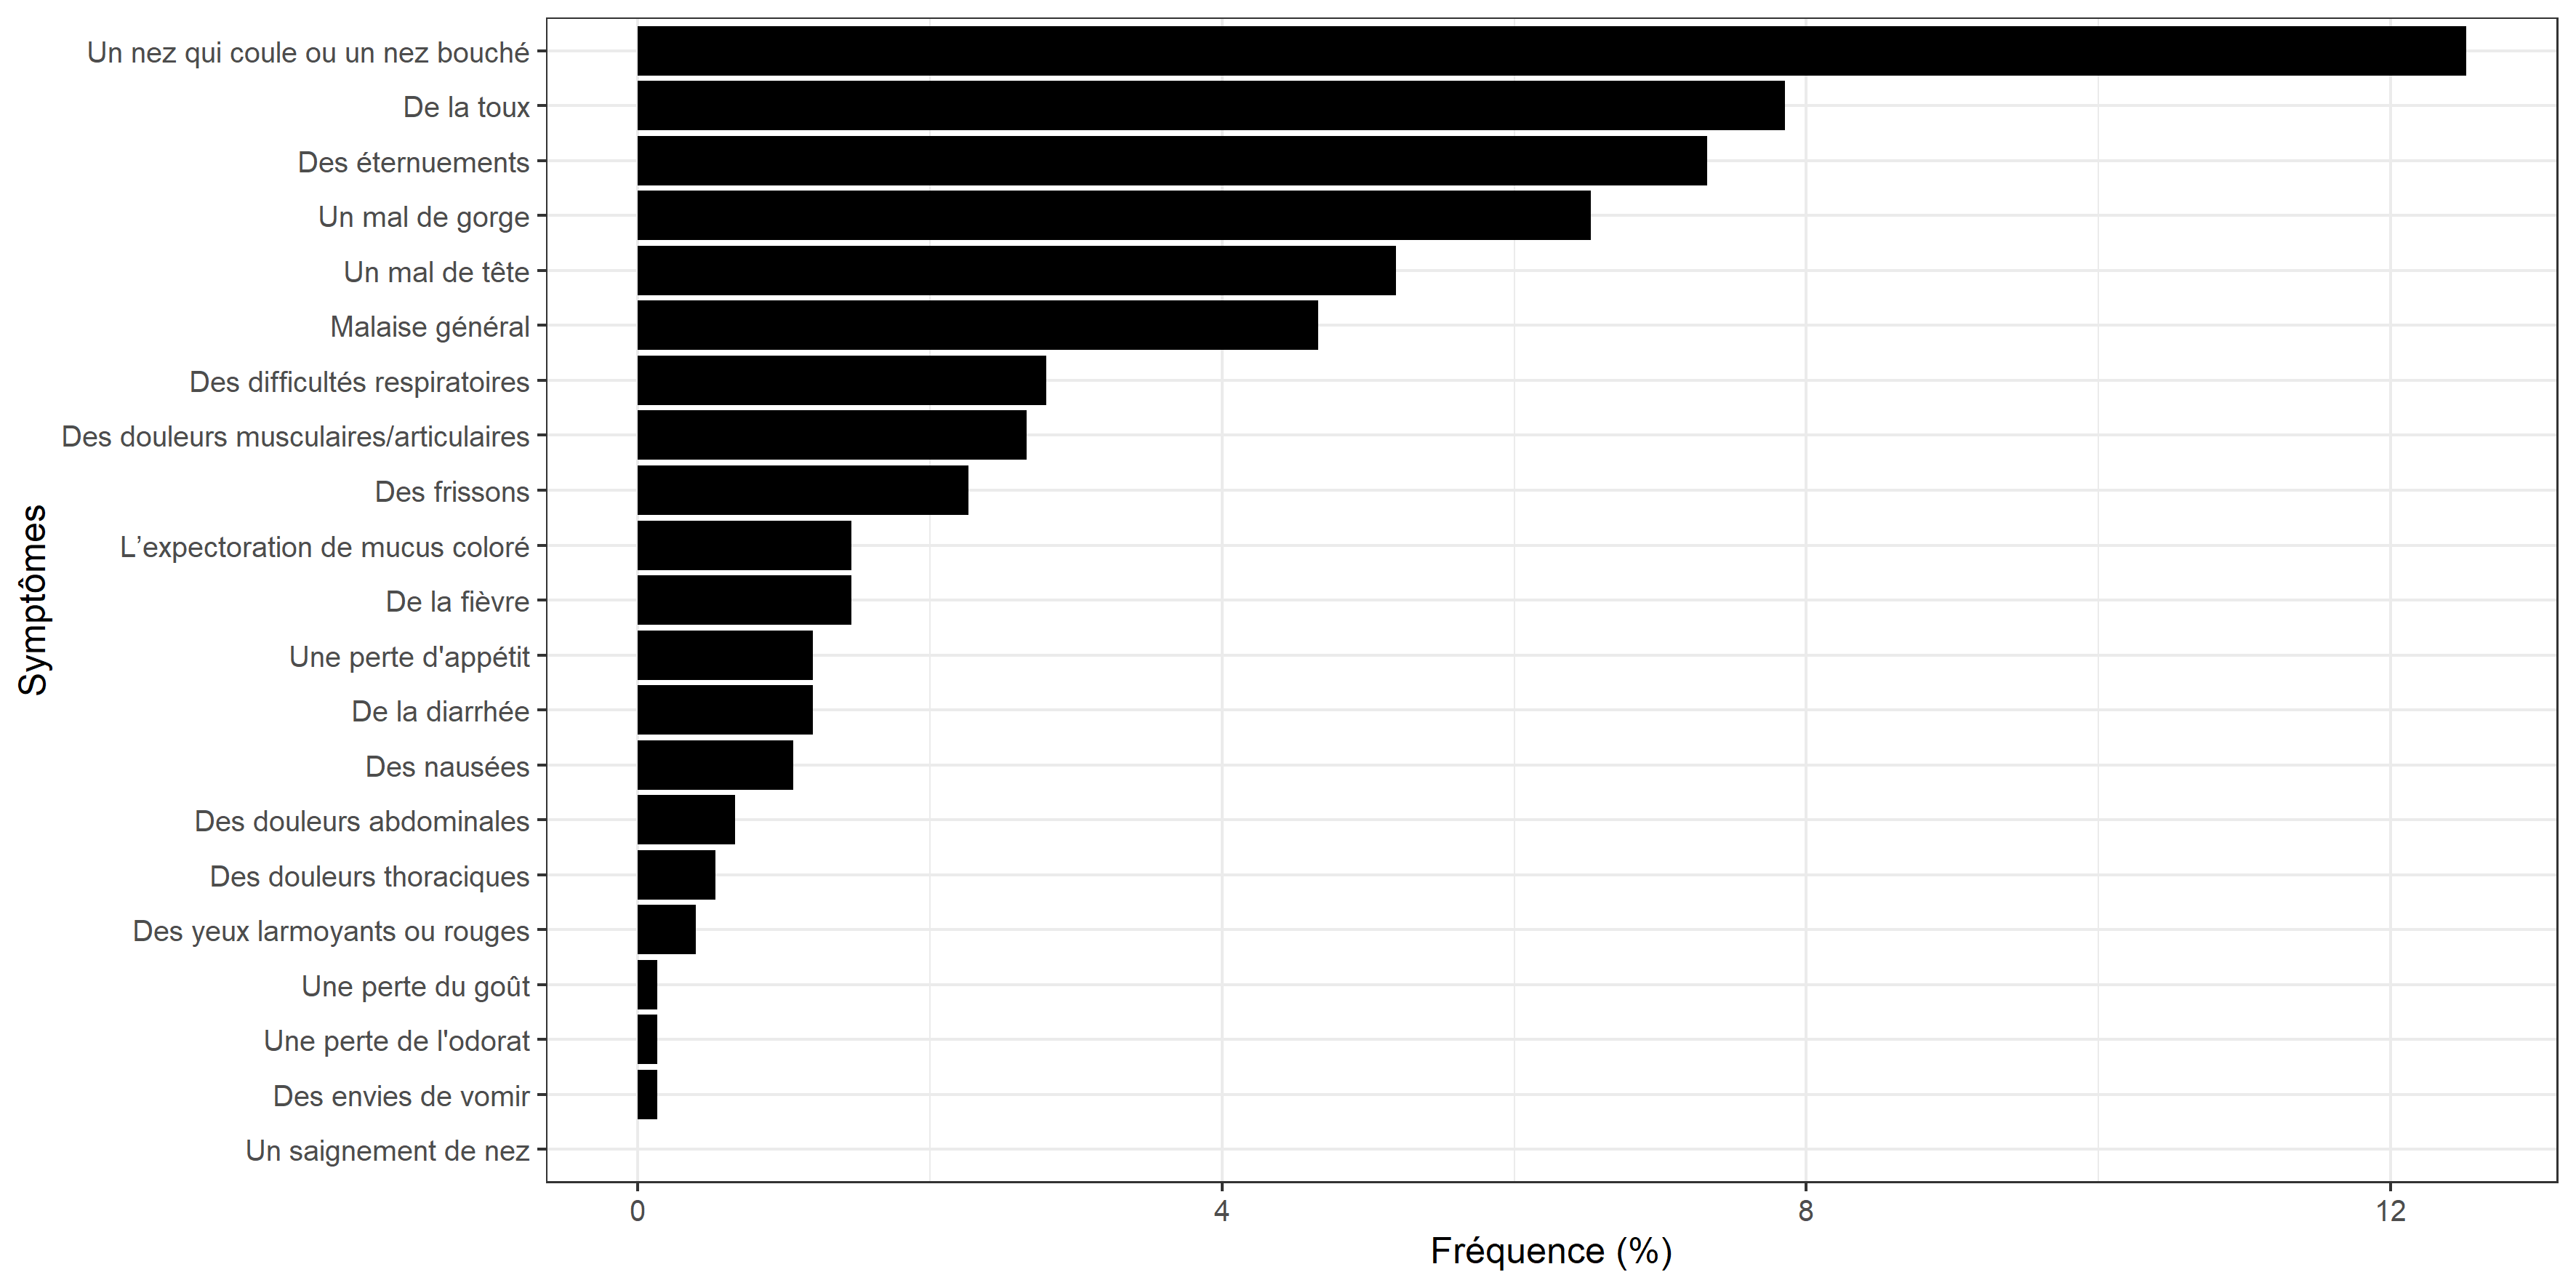 Un nez qui coule ou un nez bouché
De la toux
Des éternuements
Un mal de gorge
Un mal de tête
Malaise général
Des difficultés respiratoires
Des douleurs musculaires/articulaires
Des frissons
L’expectoration de mucus coloré
De la fièvre
Une perte d'appétit
De la diarrhée
Des nausées
Des douleurs abdominales
Des douleurs thoraciques
Des yeux larmoyants ou rouges
Une perte du goût
Une perte de l'odorat
Des envies de vomir
Un saignement de nez
Symptômes
0 4 8 12
Fréquence (%)